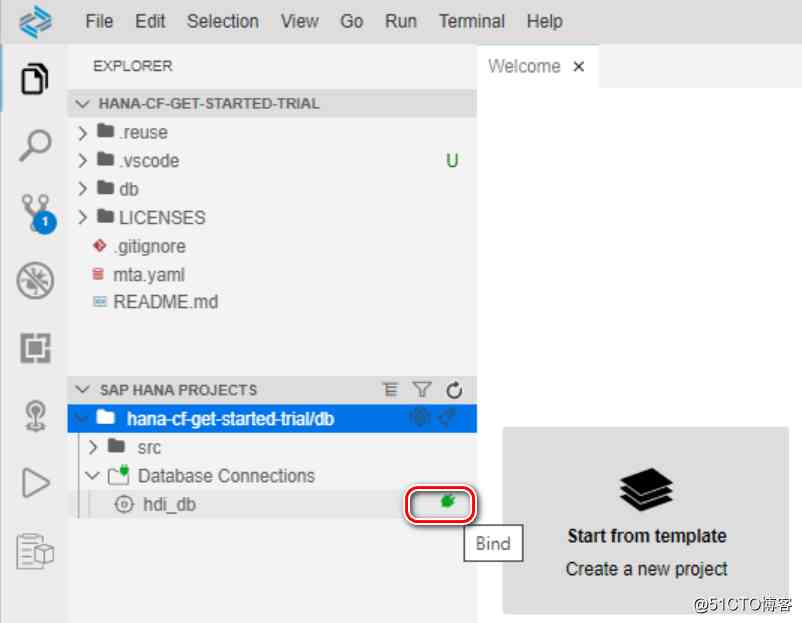 File Edit Selection View Go Run Terminal Help
EXPLORER
Welcome
HANA-CF-GET-STARTED-TRIAL
.reuse
.vscode U
db
LICENSES
1
.gitignore
mta.yaml
README.md
SAP HANA PROJECTS
hana-cf-get-started-trial/db
src
Database Connections
hdi_db
Bind
Start from template
Create a new project
@51CTO博客